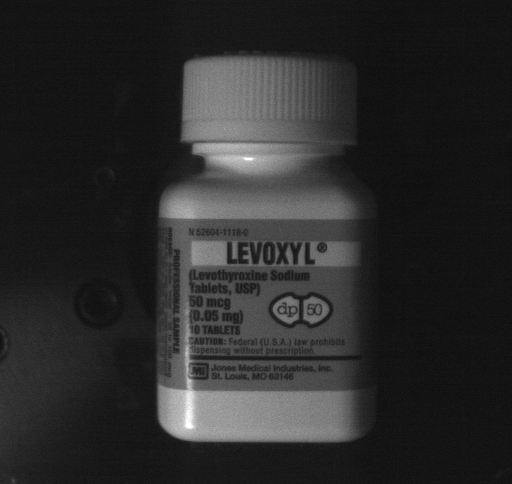 N 52604-1118-0
LEVOXYL®
(Levothyroxine Sodium
Tablets, USP)
50 mcg
(0.05 mg)
10 TABLETS
dp 50
CAUTION: Federal (U.S.A.) law prohibits
dispensing without prescription.
JMI
Jones Medical Industries, Inc.
St. Louis, MO 63146
PROFESSIONAL SAMPLE